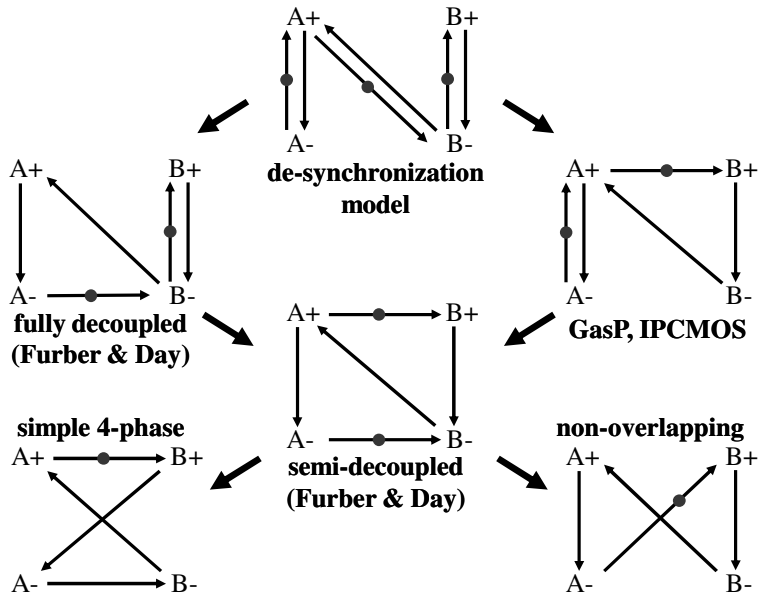 A+ B+
A- B-
de-synchronization
model
A+ B+
A- B-
fully decoupled
(Furber & Day)
A+ B+
A- B-
GasP, IPCMOS
A+ B+
A- B-
semi-decoupled
(Furber & Day)
simple 4-phase
A+ B+
A- B-
non-overlapping
A+ B+
A- B-